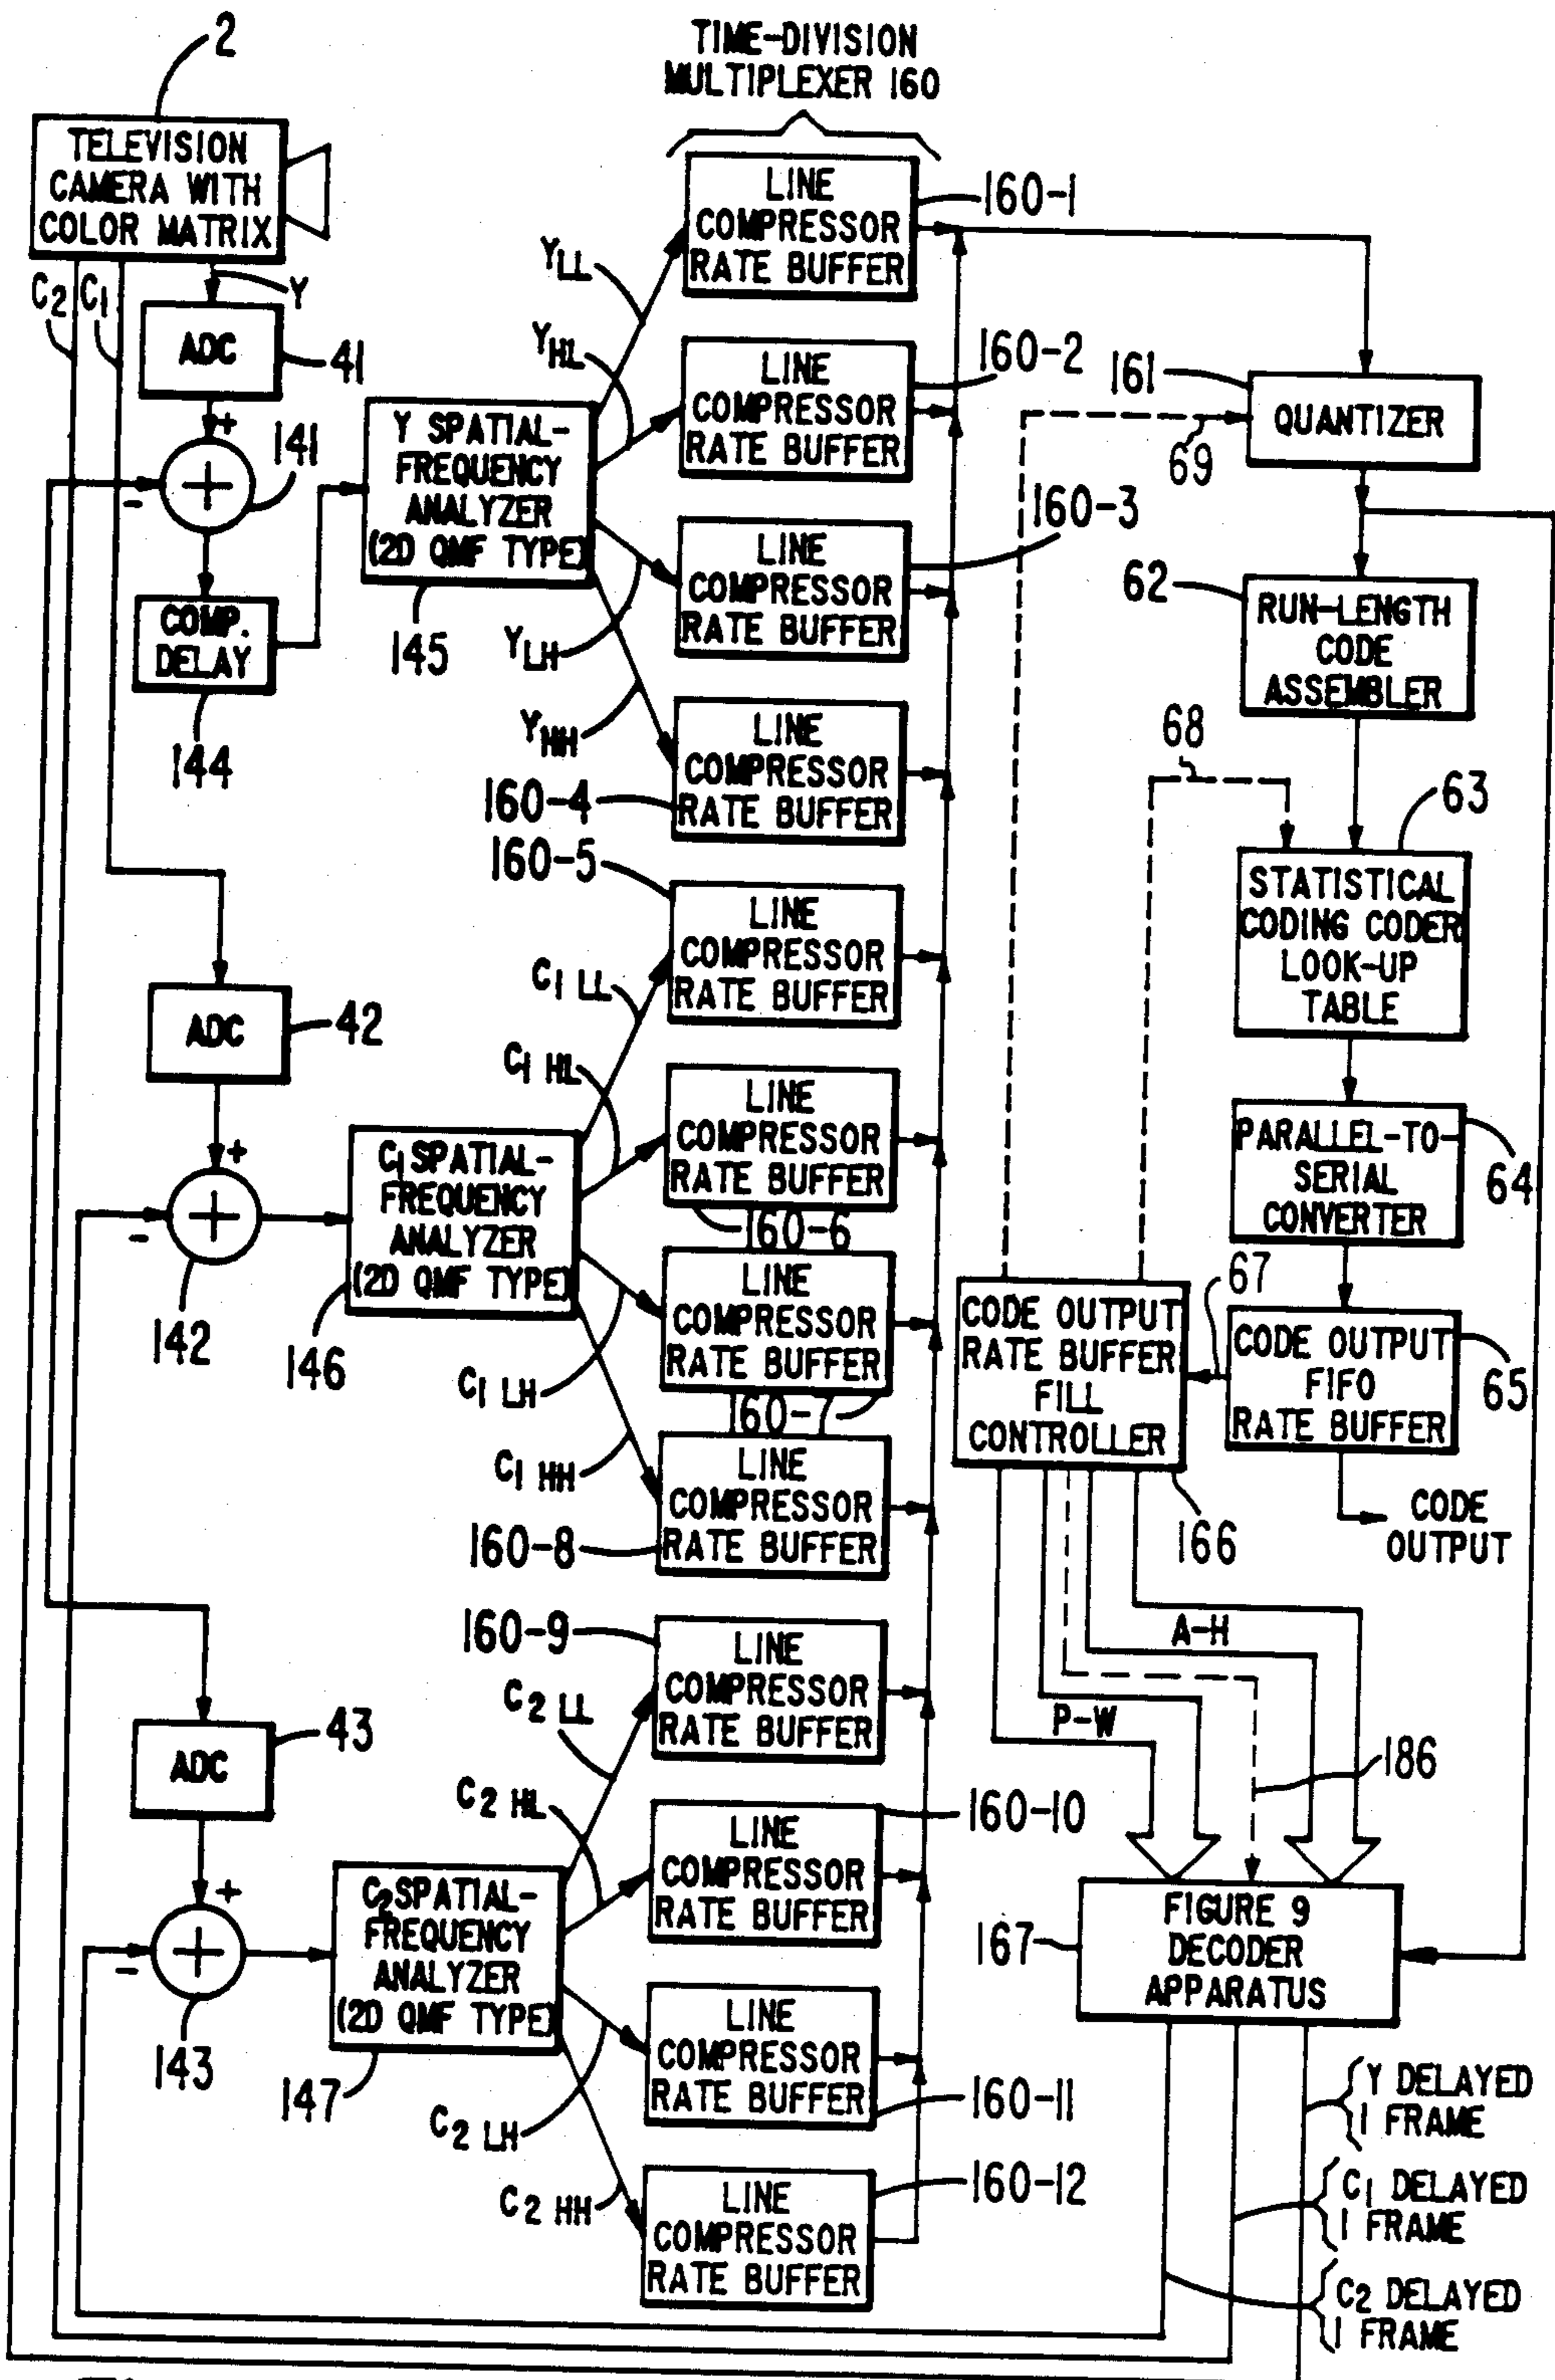 2
TIME-DIVISION
MULTIPLEXER 160
TELEVISION
CAMERA WITH
COLOR MATRIX
LINE
COMPRESSOR
RATE BUFFER
160-1
C2
C1
Y
YLL
ADC
41
YHL
LINE
COMPRESSOR
RATE BUFFER
160-2
161
QUANTIZER
69
+
141
-
Y SPATIAL-
FREQUENCY
ANALYZER
(2D QMF TYPE)
145
160-3
LINE
COMPRESSOR
RATE BUFFER
62
RUN-LENGTH
CODE
ASSEMBLER
COMP.
DELAY
144
YLH
YHH
LINE
COMPRESSOR
RATE BUFFER
160-4
68
63
160-5
LINE
COMPRESSOR
RATE BUFFER
STATISTICAL
CODING CODER
LOOK-UP
TABLE
C1 LL
ADC
42
C1 HL
LINE
COMPRESSOR
RATE BUFFER
160-6
PARALLEL-TO-
SERIAL
CONVERTER
64
+
-
142
C1 SPATIAL-
FREQUENCY
ANALYZER
(2D QMF TYPE)
146
LINE
COMPRESSOR
RATE BUFFER
160-7
67
CODE OUTPUT
RATE BUFFER
FILL
CONTROLLER
CODE OUTPUT
FIFO
RATE BUFFER
65
C1 LH
C1 HH
LINE
COMPRESSOR
RATE BUFFER
160-8
166
CODE
OUTPUT
160-9
LINE
COMPRESSOR
RATE BUFFER
A-H
P-W
C2 LL
ADC
43
186
C2 HL
LINE
COMPRESSOR
RATE BUFFER
160-10
+
-
143
C2 SPATIAL-
FREQUENCY
ANALYZER
(2D QMF TYPE)
147
167
FIGURE 9
DECODER
APPARATUS
LINE
COMPRESSOR
RATE BUFFER
160-11
C2 LH
Y DELAYED
1 FRAME
C2 HH
LINE
COMPRESSOR
RATE BUFFER
160-12
C1 DELAYED
1 FRAME
C2 DELAYED
1 FRAME